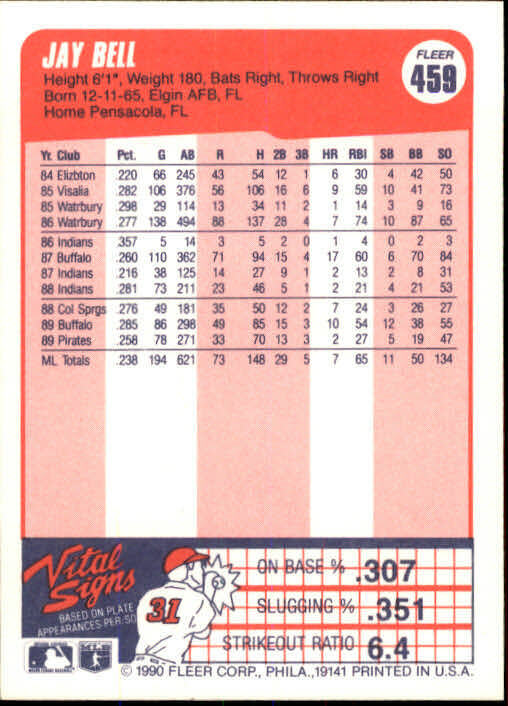 JAY BELL
FLEER
459
Height 6'1", Weight 180, Bats Right, Throws Right
Born 12-11-65, Elgin AFB, FL
Home Pensacola, FL
Yr. Club Pct. G AB R H 2B 3B HR RBI SB BB SO
84 Elizbton .220 66 245 43 54 12 1 6 30 4 42 50
85 Visalia .282 106 376 56 106 16 6 9 59 10 41 73
85 Watrbury .298 29 114 13 34 11 2 1 14 3 9 16
86 Watrbury .277 138 494 88 137 28 4 7 74 10 87 65
86 Indians .357 5 14 3 5 2 0 1 4 0 2 3
87 Buffalo .260 110 362 71 94 15 4 17 60 6 70 84
87 Indians .216 38 125 14 27 9 1 2 13 2 8 31
88 Indians .281 73 211 23 46 5 1 2 21 4 21 53
88 Col Sprgs .276 49 181 35 50 12 2 7 24 3 26 27
89 Buffalo .285 86 298 49 85 15 3 10 54 12 38 55
89 Pirates .258 78 271 33 70 13 3 2 27 5 19 47
ML Totals .238 194 621 73 148 29 5 7 65 11 50 134
Vital Signs
BASED ON PLATE
APPEARANCES PER/SO
31
ON BASE % .307
SLUGGING % .351
STRIKEOUT RATIO 6.4
© 1990 FLEER CORP., PHILA., 19141 PRINTED IN U.S.A.